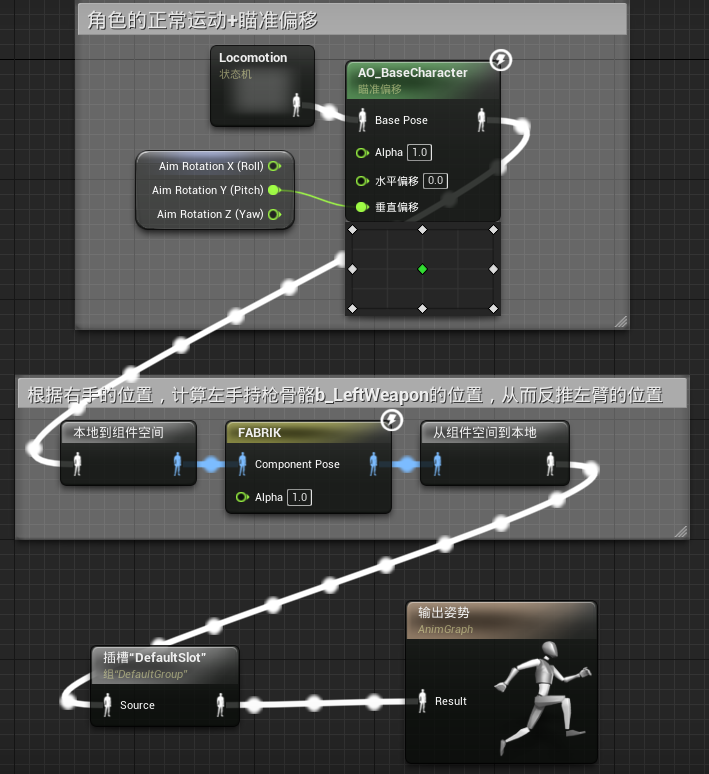 角色的正常运动+瞄准偏移
Locomotion
状态机
AO_BaseCharacter
瞄准偏移
Base Pose
Alpha 1.0
水平偏移 0.0
垂直偏移
Aim Rotation X (Roll)
Aim Rotation Y (Pitch)
Aim Rotation Z (Yaw)
根据右手的位置，计算左手持枪骨骼b_LeftWeapon的位置，从而反推左臂的位置
本地到组件空间
FABRIK
Component Pose
Alpha 1.0
从组件空间到本地
插槽“DefaultSlot”
组“DefaultGroup”
Source
输出姿势
AnimGraph
Result